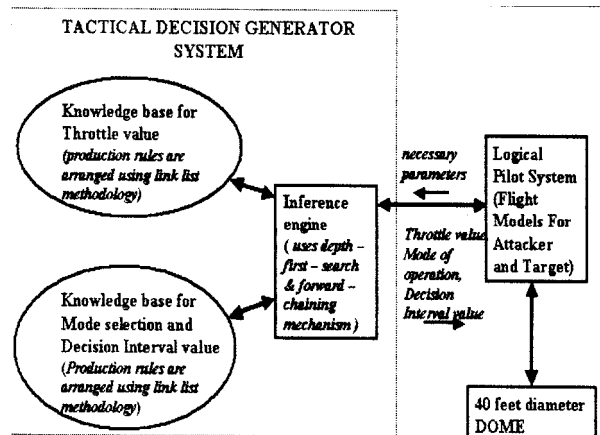 TACTICAL DECISION GENERATOR
SYSTEM
Knowledge base for
Throttle value
(production rules are
arranged using link list
methodology)
Inference
engine
( uses depth –
first – search
& forward –
chaining
mechanism )
Knowledge base for
Mode selection and
Decision Interval value
(Production rules are
arranged using link list
methodology)
necessary
parameters
Throttle value,
Mode of
operation,
Decision
Interval value
Logical
Pilot System
(Flight
Models For
Attacker
and Target)
40 feet diameter
DOME